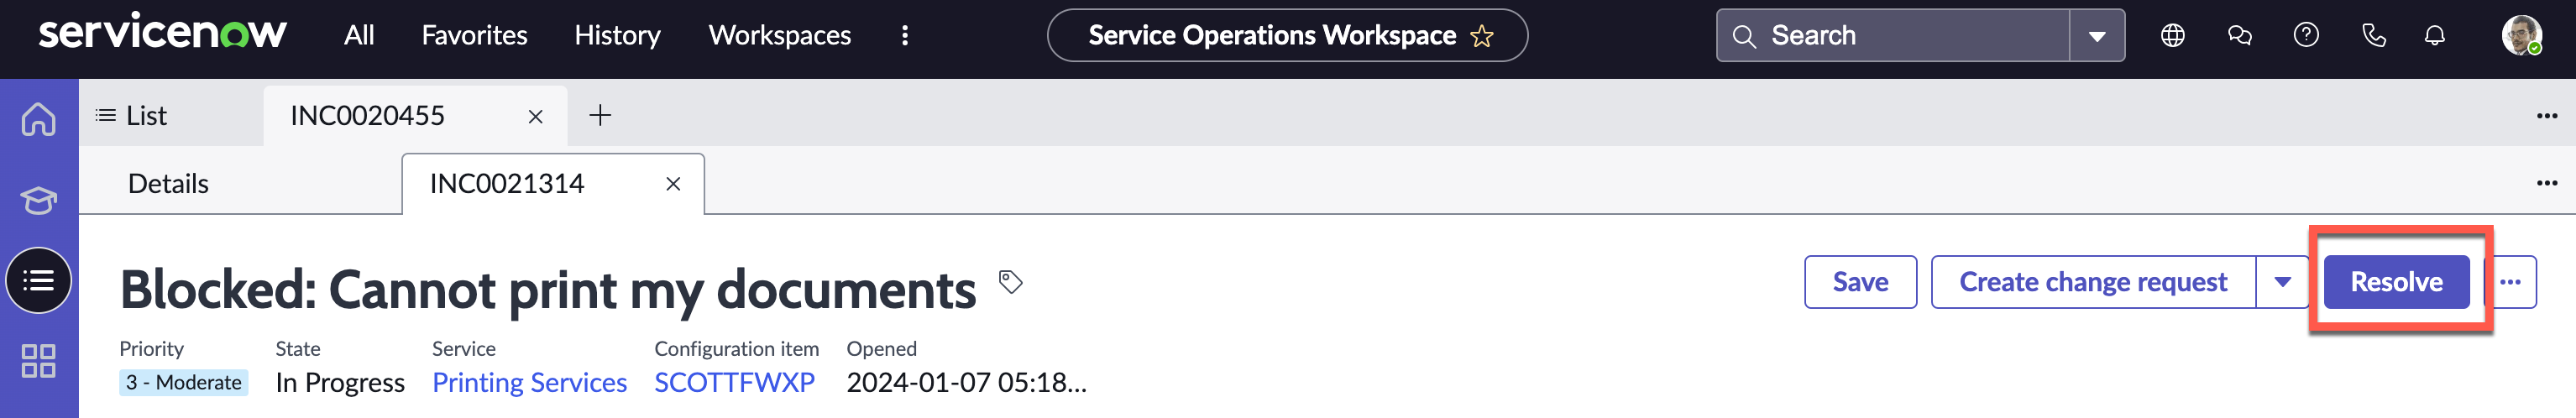 servicenow All Favorites History Workspaces Service Operations Workspace Search
List INC0020455
Details INC0021314
Blocked: Cannot print my documents Save Create change request Resolve
Priority State Service Configuration item Opened
3 - Moderate In Progress Printing Services SCOTTFWXP 2024-01-07 05:18...